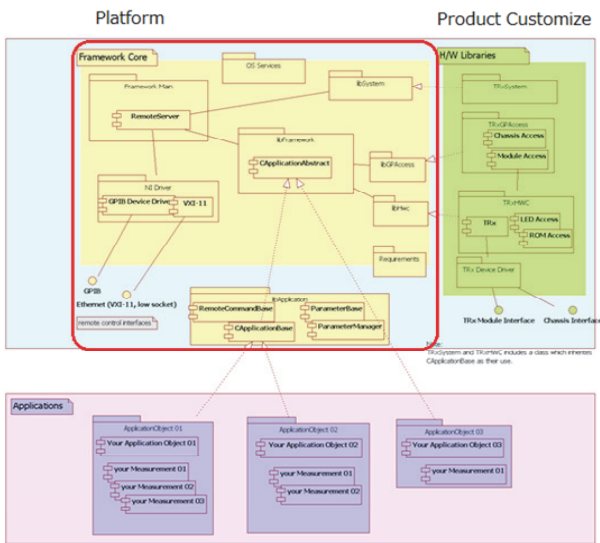 Platform
Product Customize
Framework Core
H/W Libraries
OS Services
Framework Main
RemoteServer
libSystem
TRxSystem
libFramework
CApplicationAbstract
libGPAccess
TRxGPAccess
Chassis Access
Module Access
NI Driver
GPIB Device Drive
VXI-11
libHwc
TRxHWC
TRx
LED Access
ROM Access
Requirements
TRx Device Driver
GPIB
Ethernet (VXI-11, low socket)
remote control interfaces
libApplication
RemoteCommandBase
ParameterBase
CApplicationBase
ParameterManager
TRx Module Interface
Chassis Interface
Note:
TRxSystem and TRxHWC includes a class which inherites
CApplicationBase as their use.
Applications
ApplicationObject 01
Your Application Object 01
your Measurement 01
your Measurement 02
your Measurement 03
ApplicationObject 02
Your Application Object 02
your Measurement 01
your Measurement 02
ApplicationObject 03
Your Application Object 03
your Measurement 01